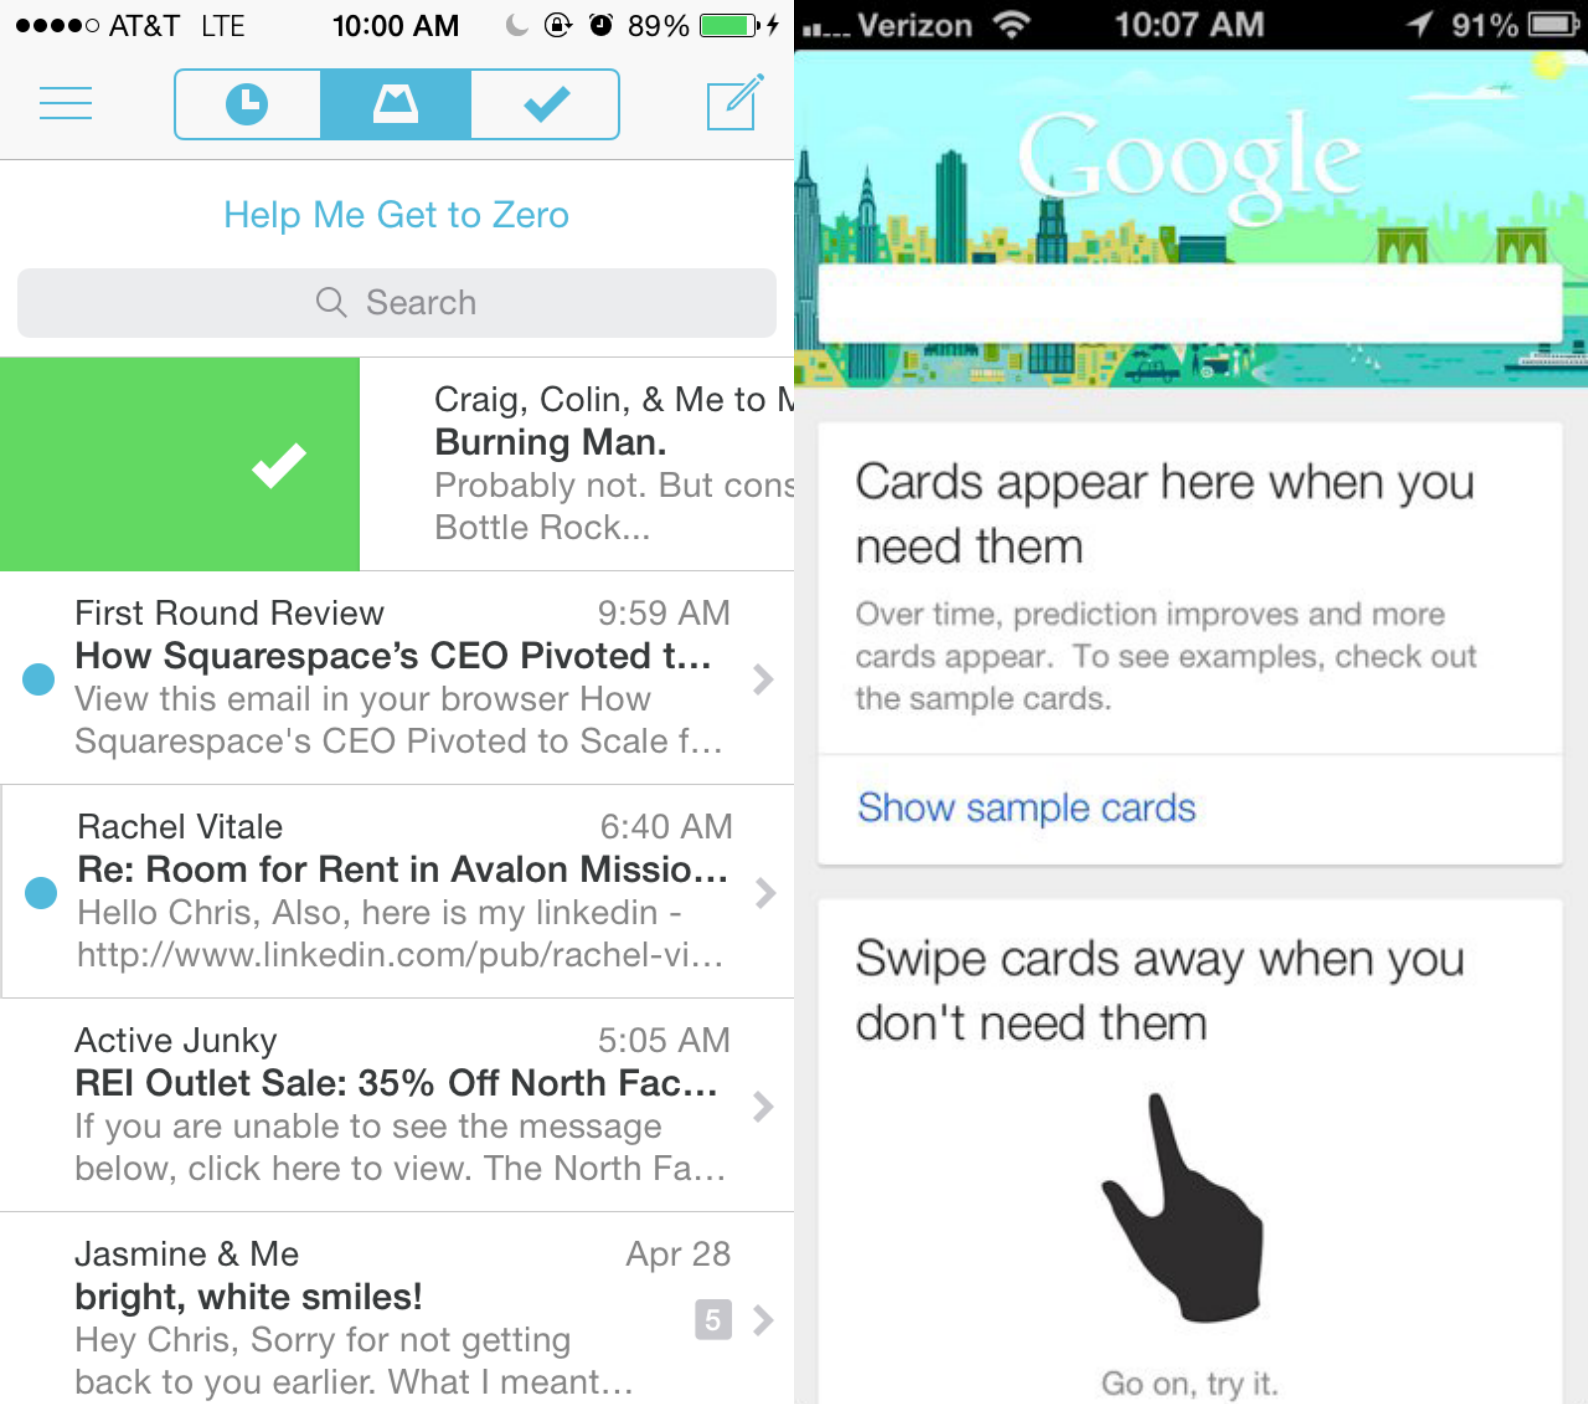 AT&T LTE 10:00 AM 89%
Help Me Get to Zero
Search
Craig, Colin, & Me to
Burning Man.
Probably not. But cons
Bottle Rock...
First Round Review 9:59 AM
How Squarespace’s CEO Pivoted t...
View this email in your browser How
Squarespace's CEO Pivoted to Scale f...
Rachel Vitale 6:40 AM
Re: Room for Rent in Avalon Missio...
Hello Chris, Also, here is my linkedin -
http://www.linkedin.com/pub/rachel-vi...
Active Junky 5:05 AM
REI Outlet Sale: 35% Off North Fac...
If you are unable to see the message
below, click here to view. The North Fa...
Jasmine & Me Apr 28
bright, white smiles!
5
Hey Chris, Sorry for not getting
back to you earlier. What I meant...
Verizon 10:07 AM 91%
Google
Cards appear here when you
need them
Over time, prediction improves and more
cards appear. To see examples, check out
the sample cards.
Show sample cards
Swipe cards away when you
don't need them
Go on, try it.